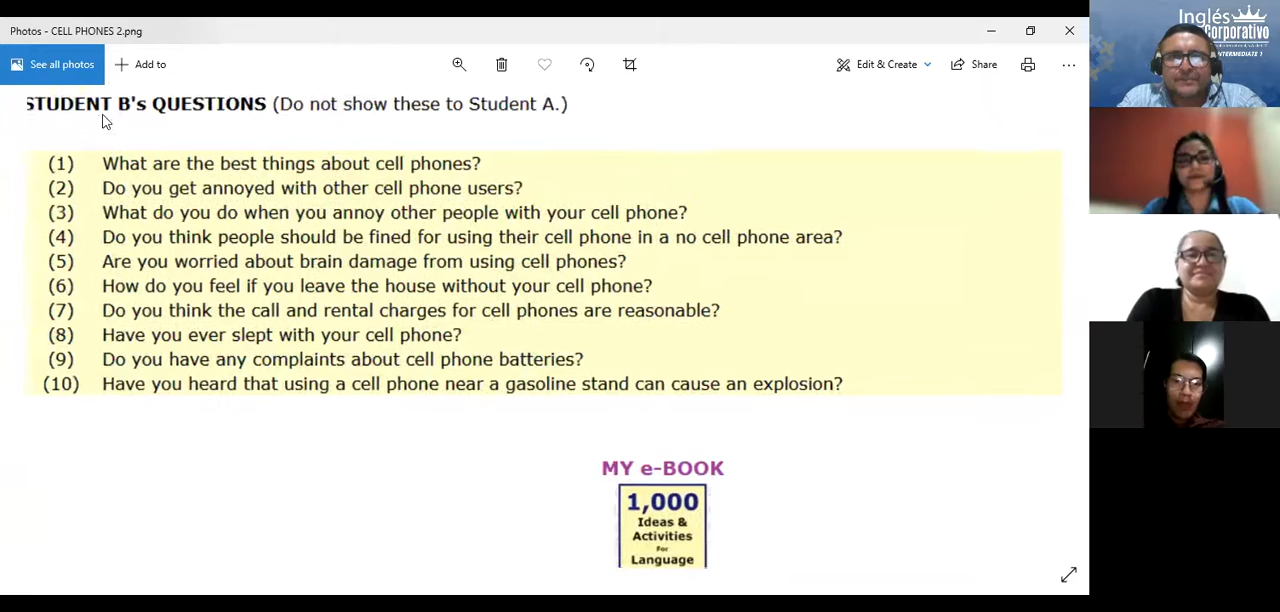 Photos - CELL PHONES 2.png
See all photos
Add to
Edit & Create
Share
STUDENT B's QUESTIONS (Do not show these to Student A.)
(1) What are the best things about cell phones?
(2) Do you get annoyed with other cell phone users?
(3) What do you do when you annoy other people with your cell phone?
(4) Do you think people should be fined for using their cell phone in a no cell phone area?
(5) Are you worried about brain damage from using cell phones?
(6) How do you feel if you leave the house without your cell phone?
(7) Do you think the call and rental charges for cell phones are reasonable?
(8) Have you ever slept with your cell phone?
(9) Do you have any complaints about cell phone batteries?
(10) Have you heard that using a cell phone near a gasoline stand can cause an explosion?
MY e-BOOK
1,000
Ideas &
Activities
For
Language
Inglés
Corporativo
INTERMEDIATE 1